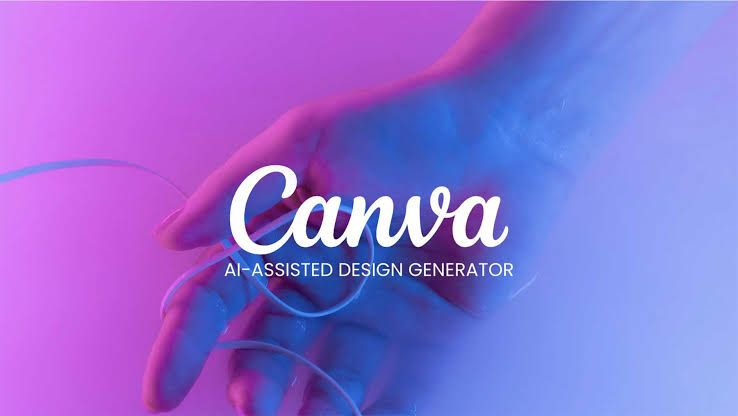 Canva
AI-ASSISTED DESIGN GENERATOR